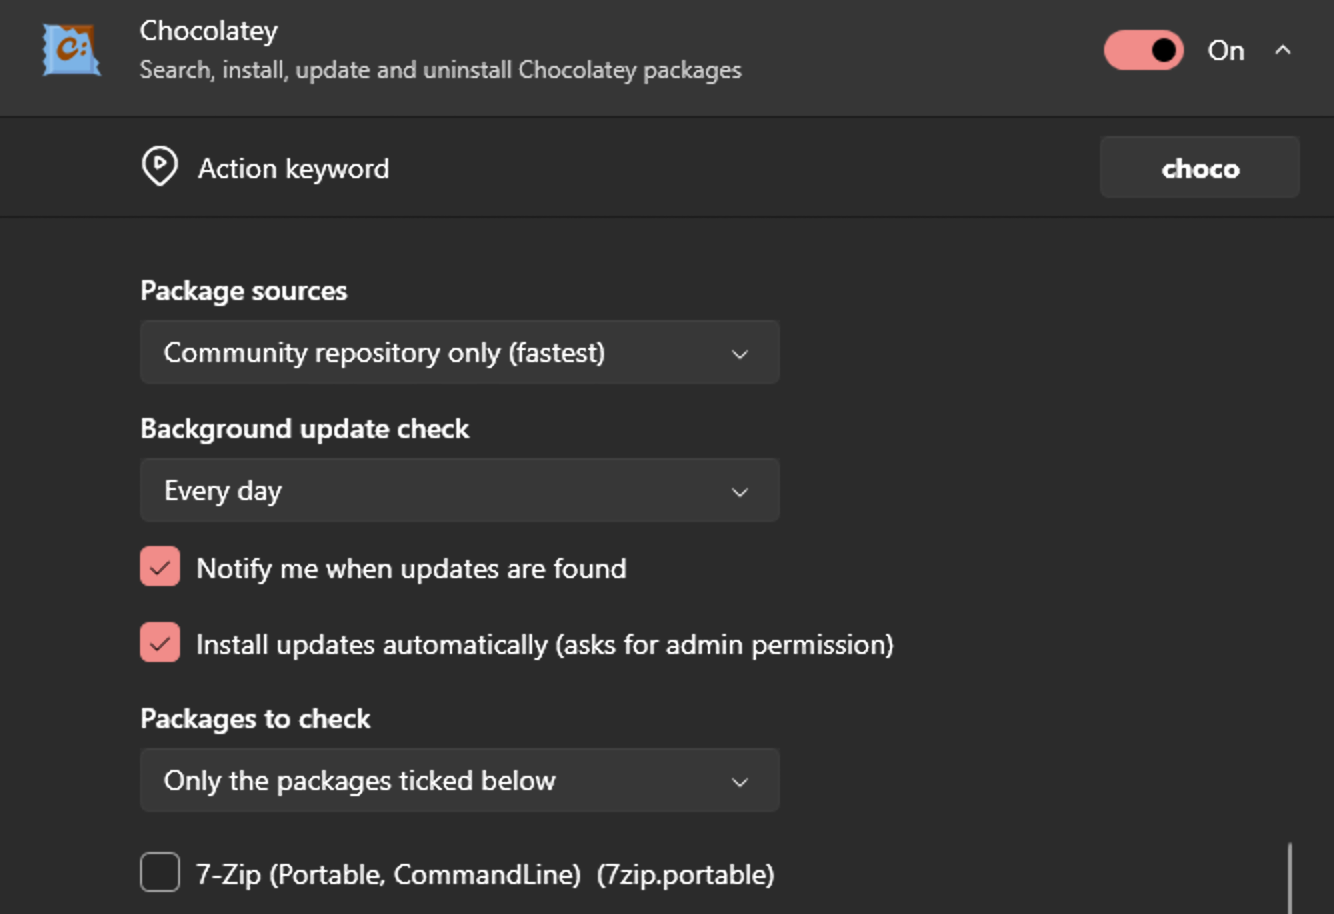 Chocolatey
Search, install, update and uninstall Chocolatey packages
On
Action keyword
choco
Package sources
Community repository only (fastest)
Background update check
Every day
Notify me when updates are found
Install updates automatically (asks for admin permission)
Packages to check
Only the packages ticked below
7-Zip (Portable, CommandLine) (7zip.portable)